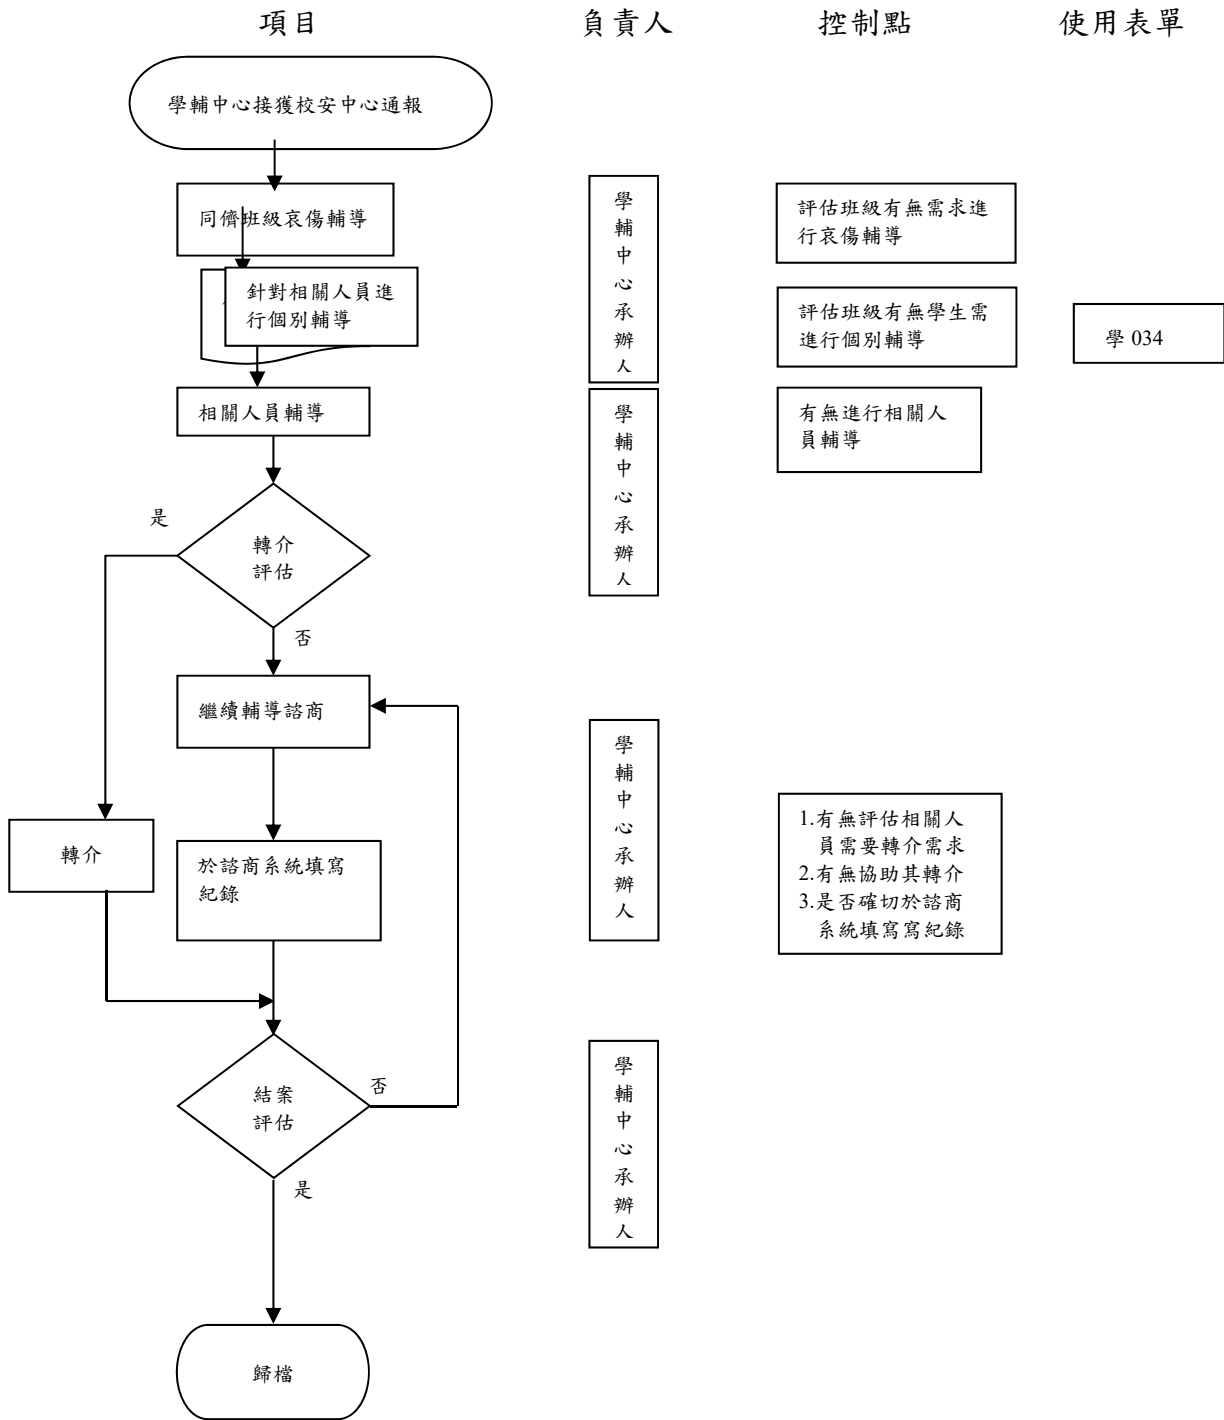 項目 負責人 控制點 使用表單
學輔中心接獲校安中心通報
同儕班級哀傷輔導
學輔中心承辦人
評估班級有無需求進
行哀傷輔導
針對相關人員進
行個別輔導
評估班級有無學生需
進行個別輔導
學 034
相關人員輔導
學輔中心承辦人
有無進行相關人
員輔導
是
轉介
評估
否
繼續輔導諮商
學輔中心承辦人
轉介
於諮商系統填寫
紀錄
1.有無評估相關人
員需要轉介需求
2.有無協助其轉介
3.是否確切於諮商
系統填寫寫紀錄
結案
評估
否
學輔中心承辦人
是
歸檔